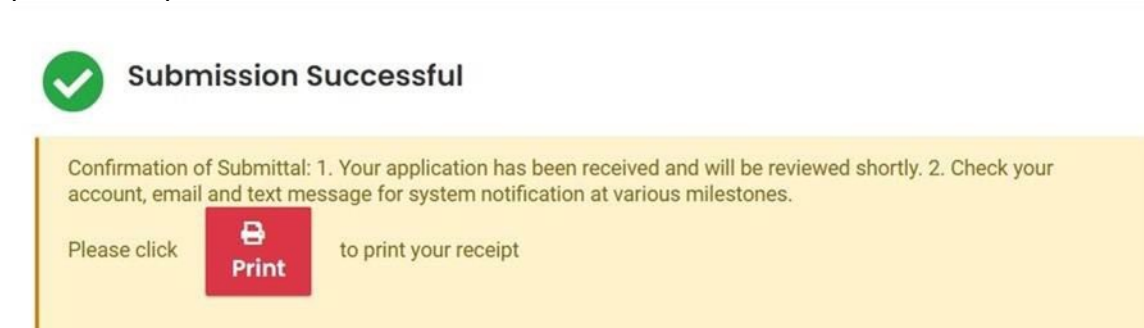 Submission Successful
Confirmation of Submittal: 1. Your application has been received and will be reviewed shortly. 2. Check your
account, email and text message for system notification at various milestones.
Please click Print to print your receipt